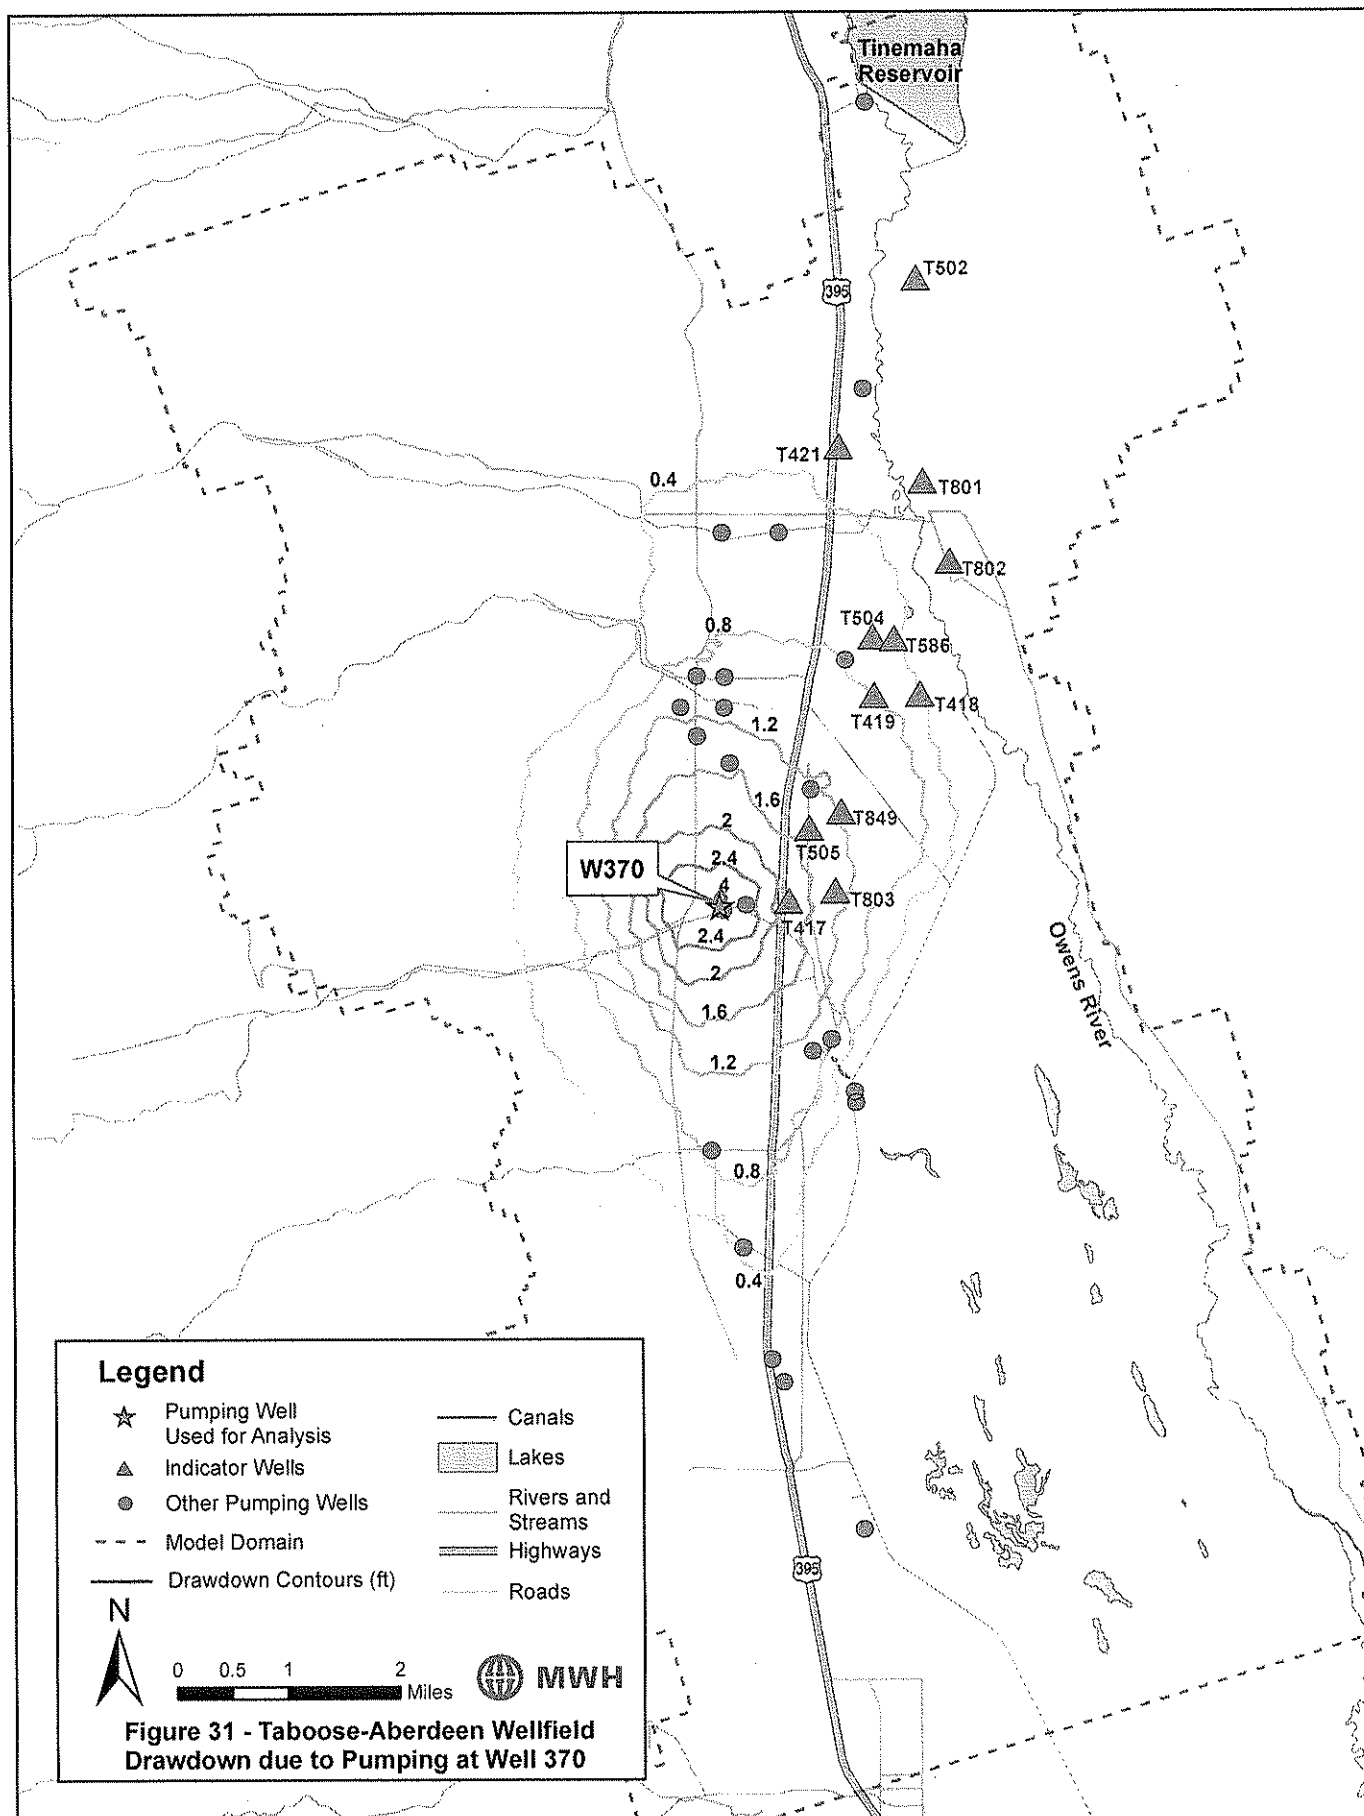 Tinemaha
Reservoir
T502
395
T421
T801
0.4
T802
T504
0.8
T586
T419
T418
1.2
1.6
T849
2
T505
2.4
W370
4
T803
T417
2.4
Owens River
2
1.6
1.2
0.8
0.4
Legend
Pumping Well
Used for Analysis
Indicator Wells
Other Pumping Wells
Model Domain
Drawdown Contours (ft)
Canals
Lakes
Rivers and
Streams
Highways
Roads
395
N
0 0.5 1 2
Miles
MWH
Figure 31 - Taboose-Aberdeen Wellfield
Drawdown due to Pumping at Well 370